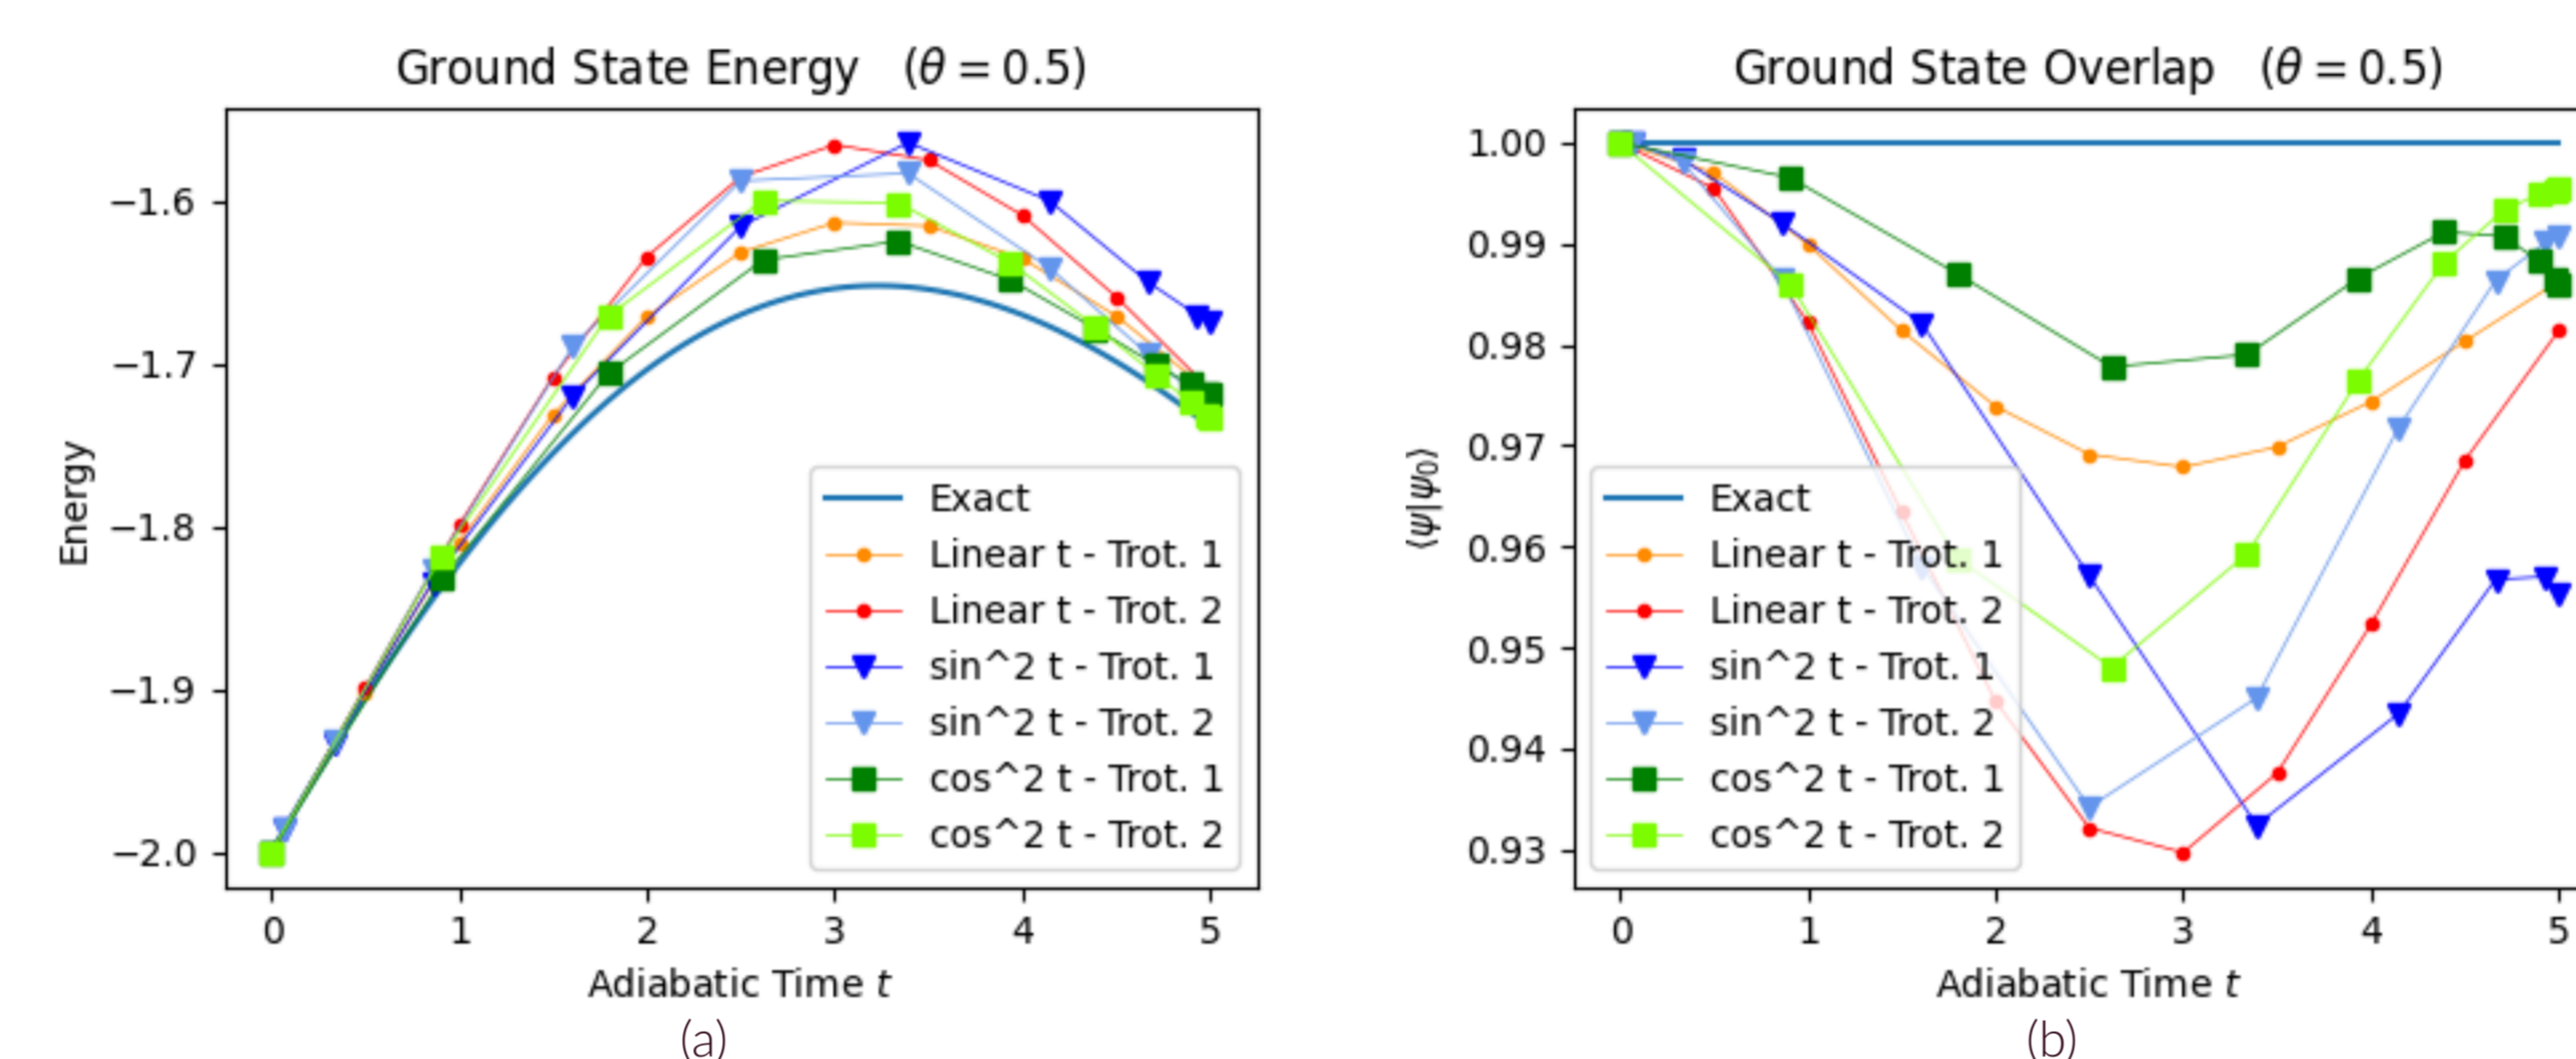 Ground State Energy (θ = 0.5)
Energy
−1.6
−1.7
−1.8
−1.9
−2.0
Exact
Linear t - Trot. 1
Linear t - Trot. 2
sin^2 t - Trot. 1
sin^2 t - Trot. 2
cos^2 t - Trot. 1
cos^2 t - Trot. 2
0 1 2 3 4 5
Adiabatic Time t
(a)
Ground State Overlap (θ = 0.5)
⟨ψ|ψ₀⟩
1.00
0.99
0.98
0.97
0.96
0.95
0.94
0.93
Exact
Linear t - Trot. 1
Linear t - Trot. 2
sin^2 t - Trot. 1
sin^2 t - Trot. 2
cos^2 t - Trot. 1
cos^2 t - Trot. 2
0 1 2 3 4 5
Adiabatic Time t
(b)